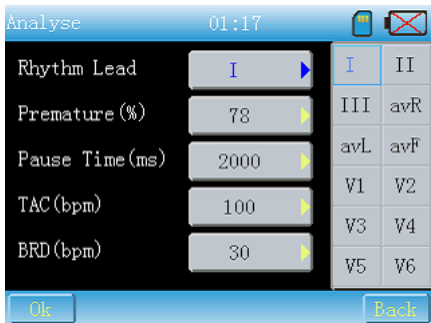 Analyse 01:17
Rhythm Lead I
Premature(%) 78
Pause Time(ms) 2000
TAC(bpm) 100
BRD(bpm) 30
I II
III avR
avL avF
V1 V2
V3 V4
V5 V6
Ok Back